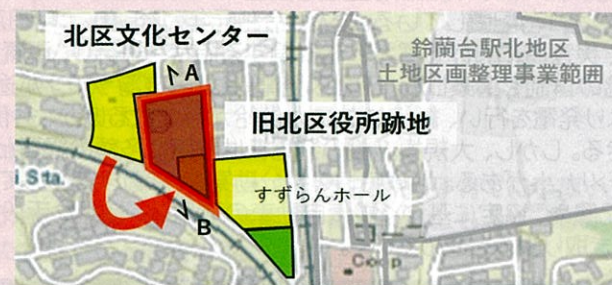 北区文化センター
鈴蘭台駅北地区
土地区画整理事業範囲
A
旧北区役所跡地
i Sta.
すずらんホール
B